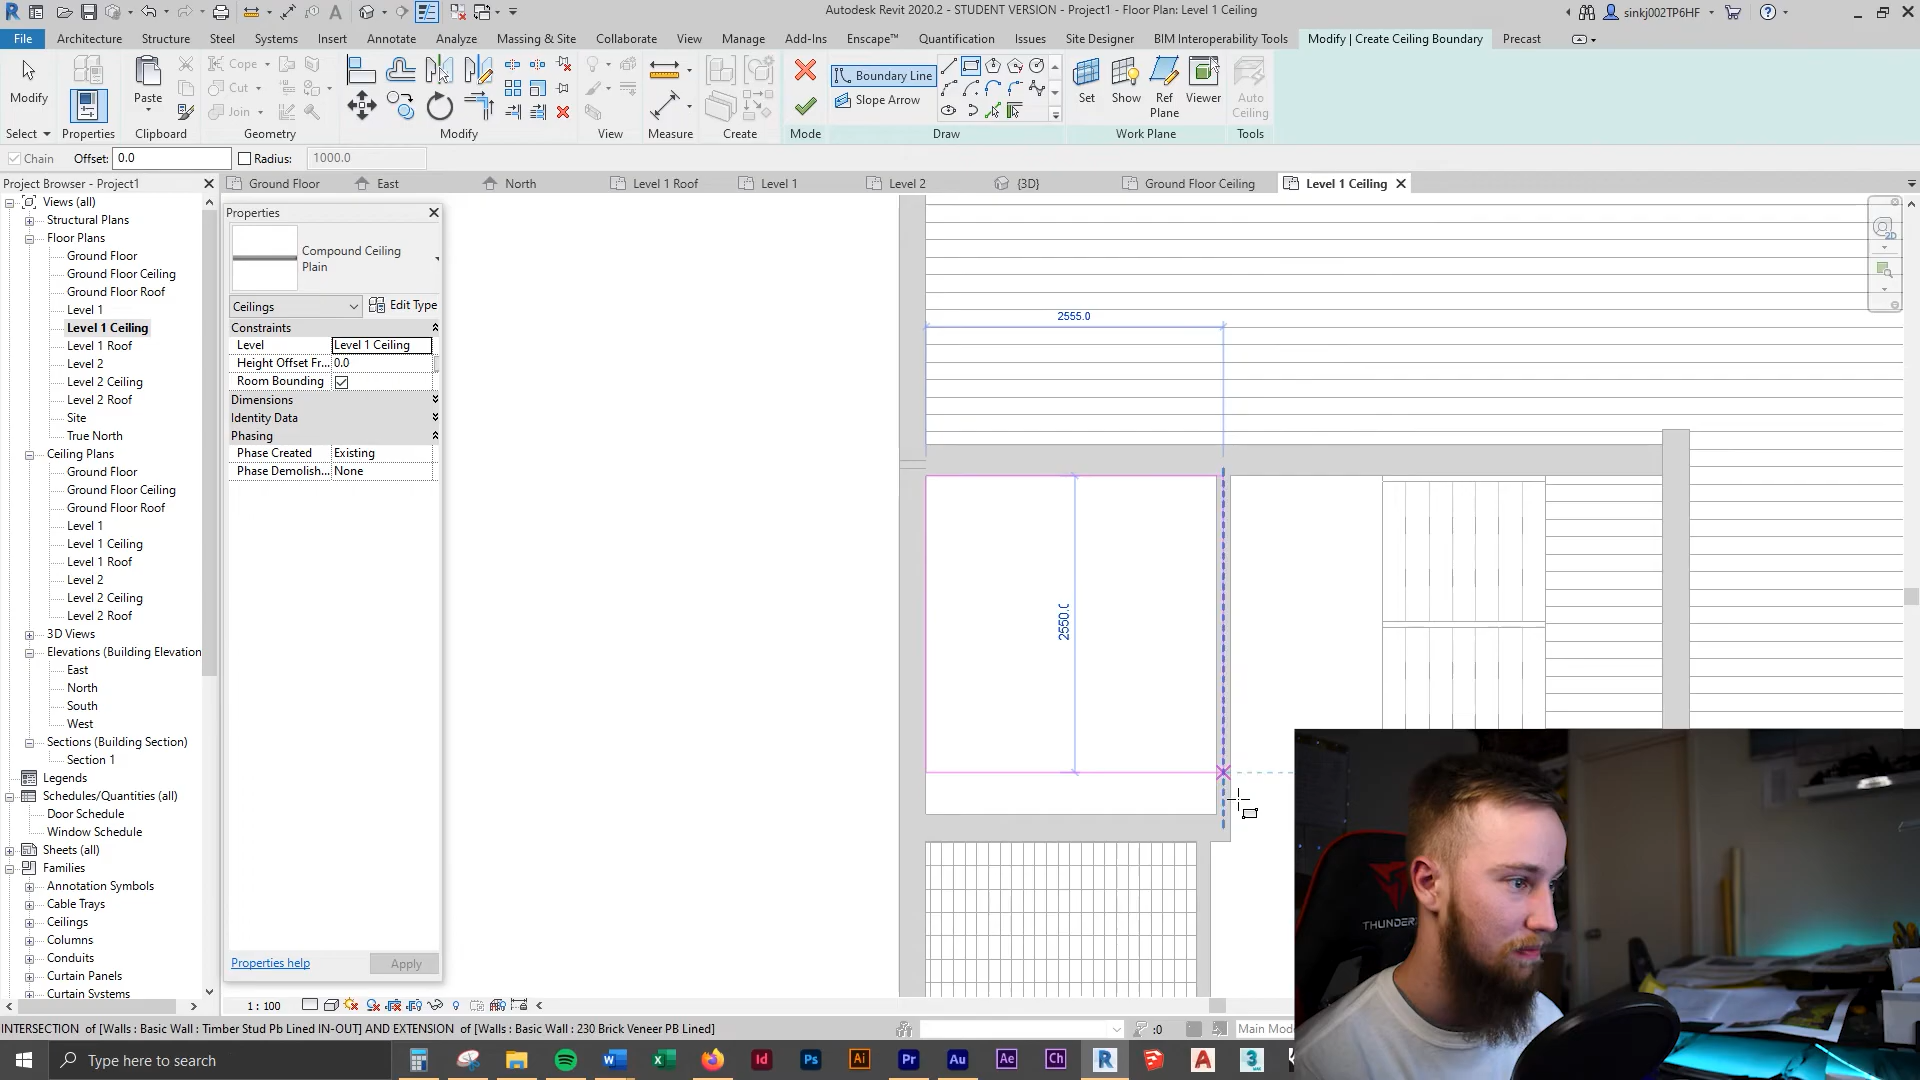 Autodesk Revit 2020.2 - STUDENT VERSION - Project1 - Floor Plan: Level 1 Ceiling
sinkj002TP6HF
File Architecture Structure Steel Systems Insert Annotate Analyze Massing & Site Collaborate View Manage Add-Ins Enscape™ Quantification Issues Site Designer BIM Interoperability Tools Modify | Create Ceiling Boundary Precast
Modify Paste Cope Cut Join Boundary Line Slope Arrow Set Show Ref Plane Viewer Auto Ceiling
Select Properties Clipboard Geometry Modify View Measure Create Mode Draw Work Plane Tools
Chain Offset: 0.0 Radius: 1000.0
Project Browser - Project1
Ground Floor East North Level 1 Roof Level 1 Level 2 {3D} Ground Floor Ceiling Level 1 Ceiling
Views (all)
Structural Plans
Floor Plans
Ground Floor
Ground Floor Ceiling
Ground Floor Roof
Level 1
Level 1 Ceiling
Level 1 Roof
Level 2
Level 2 Ceiling
Level 2 Roof
Site
True North
Ceiling Plans
Ground Floor
Ground Floor Ceiling
Ground Floor Roof
Level 1
Level 1 Ceiling
Level 1 Roof
Level 2
Level 2 Ceiling
Level 2 Roof
3D Views
Elevations (Building Elevation
East
North
South
West
Sections (Building Section)
Section 1
Legends
Schedules/Quantities (all)
Door Schedule
Window Schedule
Sheets (all)
Families
Annotation Symbols
Cable Trays
Ceilings
Columns
Conduits
Curtain Panels
Curtain Systems
Properties
Compound Ceiling
Plain
Ceilings Edit Type
Constraints
Level Level 1 Ceiling
Height Offset Fr... 0.0
Room Bounding
Dimensions
Identity Data
Phasing
Phase Created Existing
Phase Demolish... None
Properties help Apply
2555.0
2550.0
2D
THUNDER
1 : 100
INTERSECTION of [Walls : Basic Wall : Timber Stud Pb Lined IN-OUT] AND EXTENSION of [Walls : Basic Wall : 230 Brick Veneer PB Lined]
:0 Main Mod
Type here to search
Id Ps Ai Pr Au Ae Ch R A 3